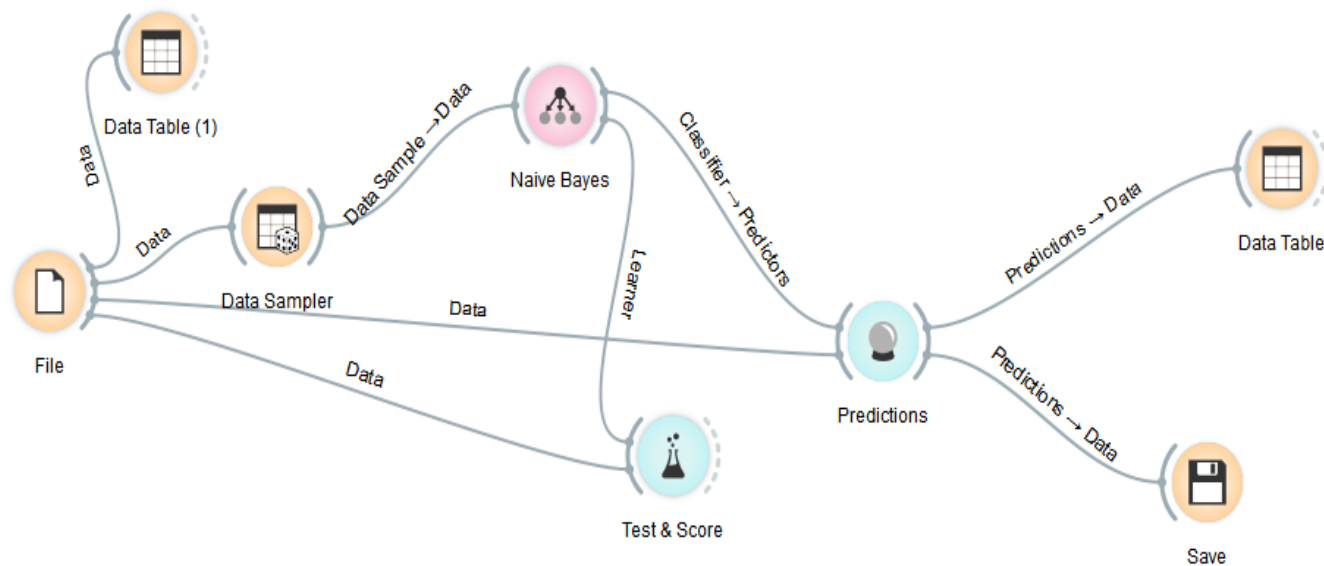 Data Table (1)
Data
Data Sample → Data
Naive Bayes
Classifier → Predictors
Data
Data Sampler
Learner
Predictions → Data
Data Table
File
Data
Data
Predictions
Predictions → Data
Test & Score
Save